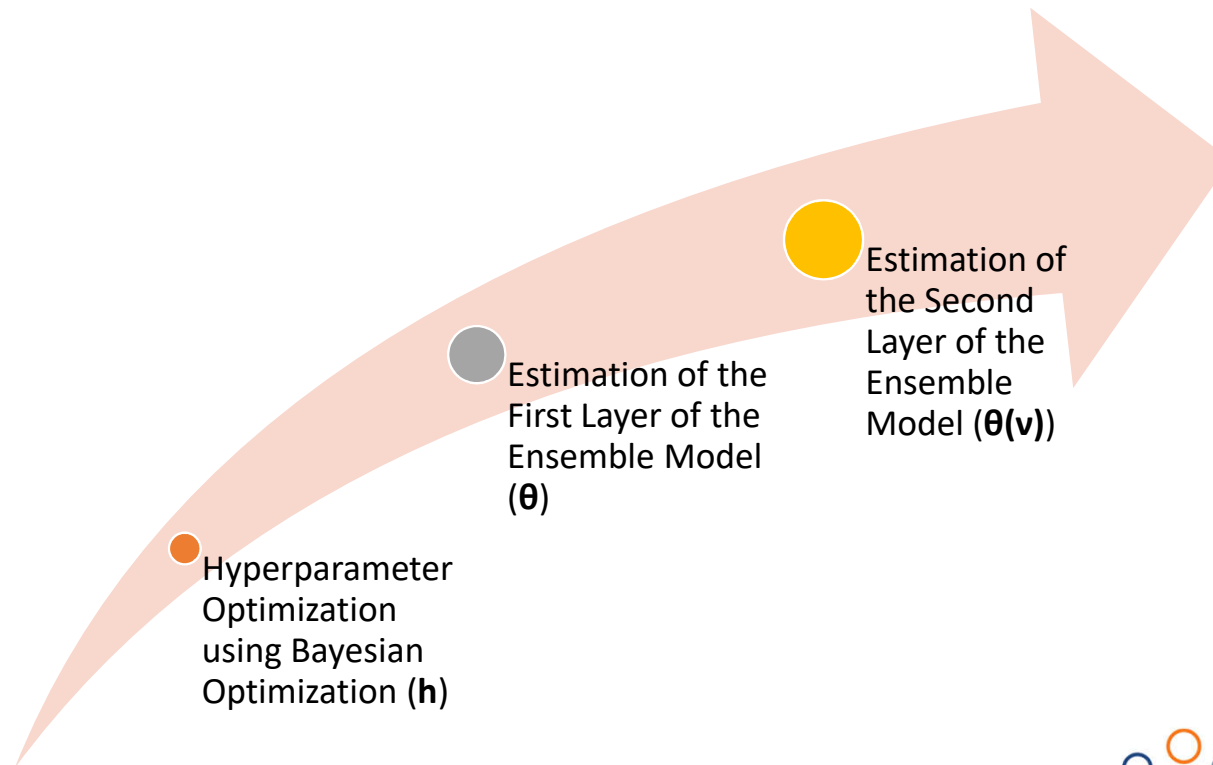 Hyperparameter
Optimization
using Bayesian
Optimization (h)
Estimation of the
First Layer of the
Ensemble Model
(θ)
Estimation of
the Second
Layer of the
Ensemble
Model (θ(ν))